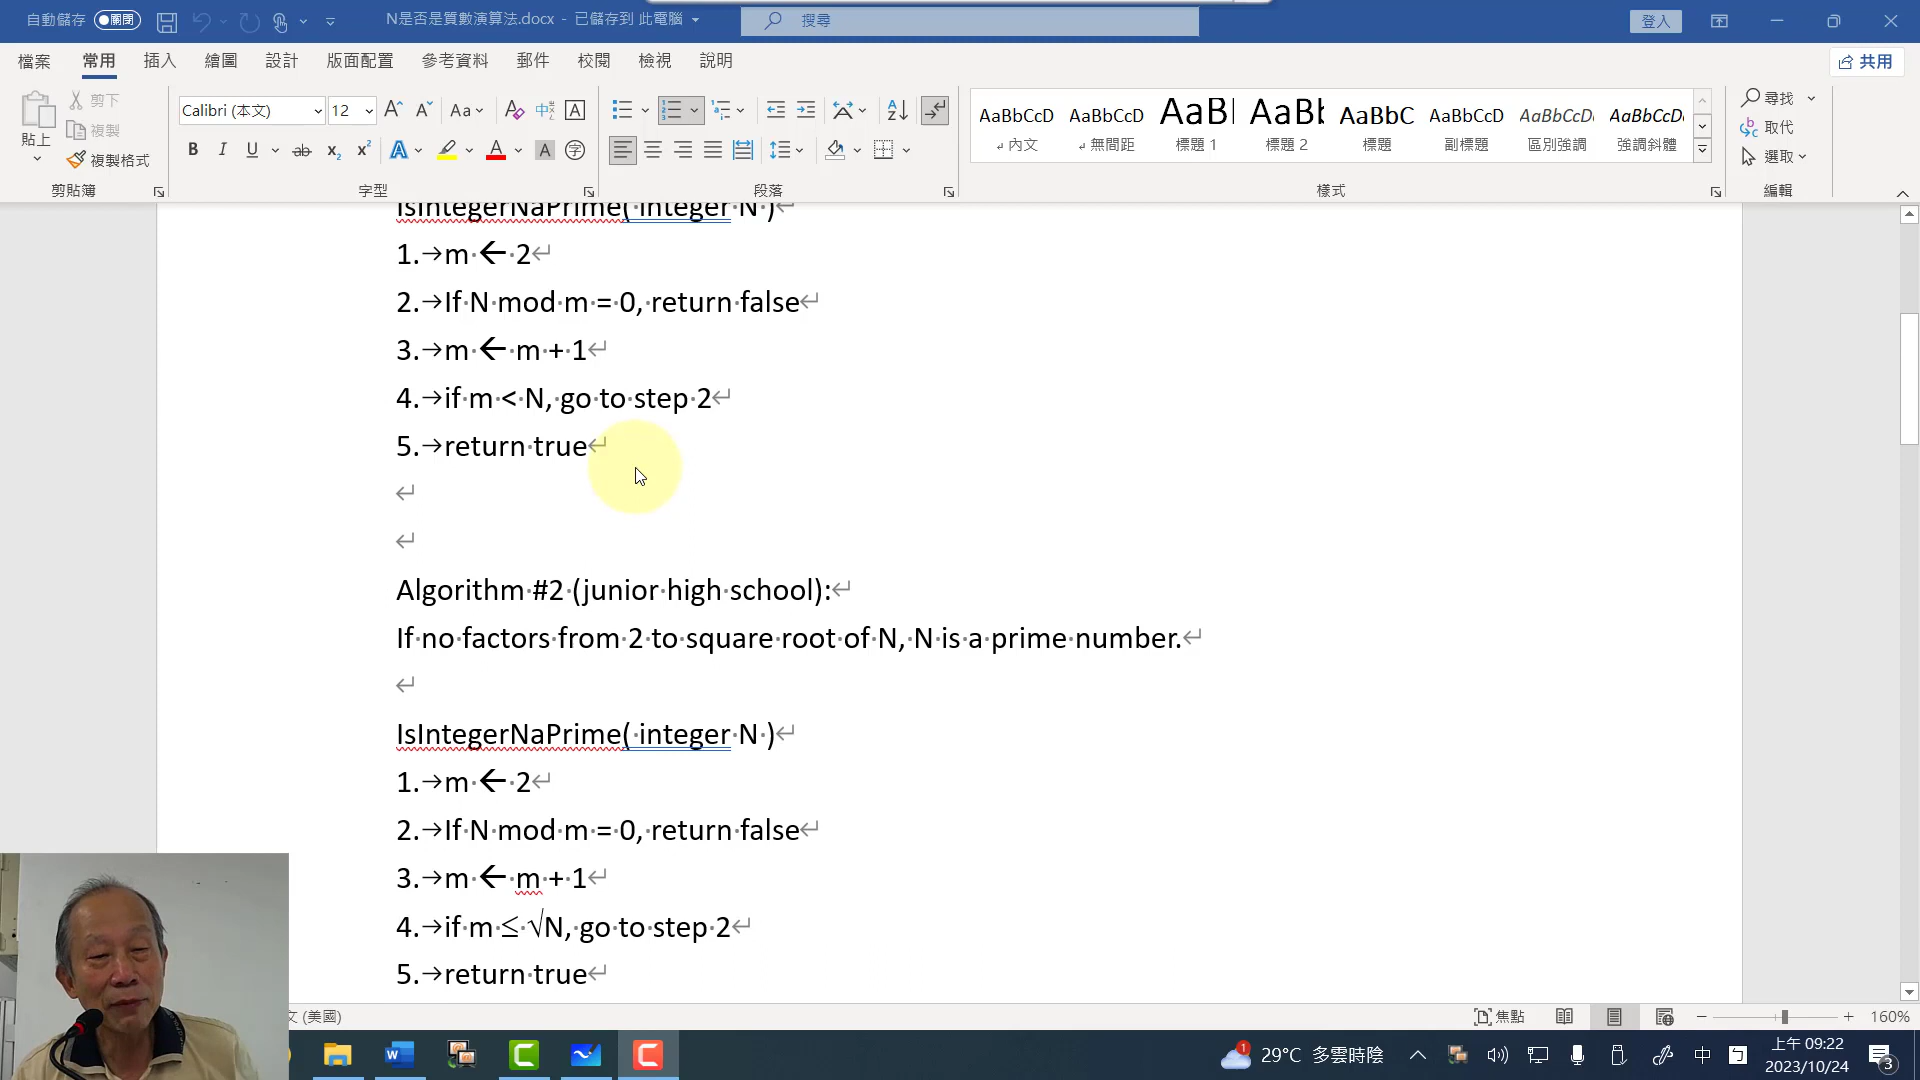 自動儲存 關閉 N是否是質數演算法.docx - 已儲存到 此電腦 搜尋 登入
檔案 常用 插入 繪圖 設計 版面配置 參考資料 郵件 校閱 檢視 說明 共用
Calibri (本文) 12 Aa 中 A AaBbCcD AaBbCcD AaBl AaBb AaBbC AaBbCcD AaBbCcDı AaBbCcDı 尋找
貼上 剪下 複製 複製格式 B I U ab x₂ x² A A A 字 內文 無間距 標題 1 標題 2 標題 副標題 區別強調 強調斜體 取代 選取
剪貼簿 字型 段落 樣式 編輯
IsIntegerNaPrime( integer N )
1. m ← 2
2. If N mod m = 0, return false
3. m ← m + 1
4. if m < N, go to step 2
5. return true
Algorithm #2 (junior high school):
If no factors from 2 to square root of N, N is a prime number.
IsIntegerNaPrime( integer N )
1. m ← 2
2. If N mod m = 0, return false
3. m ← m + 1
4. if m ≤ √N, go to step 2
5. return true
文 (美國) 焦點 160%
29°C 多雲時陰 中 上午 09:22
2023/10/24 3